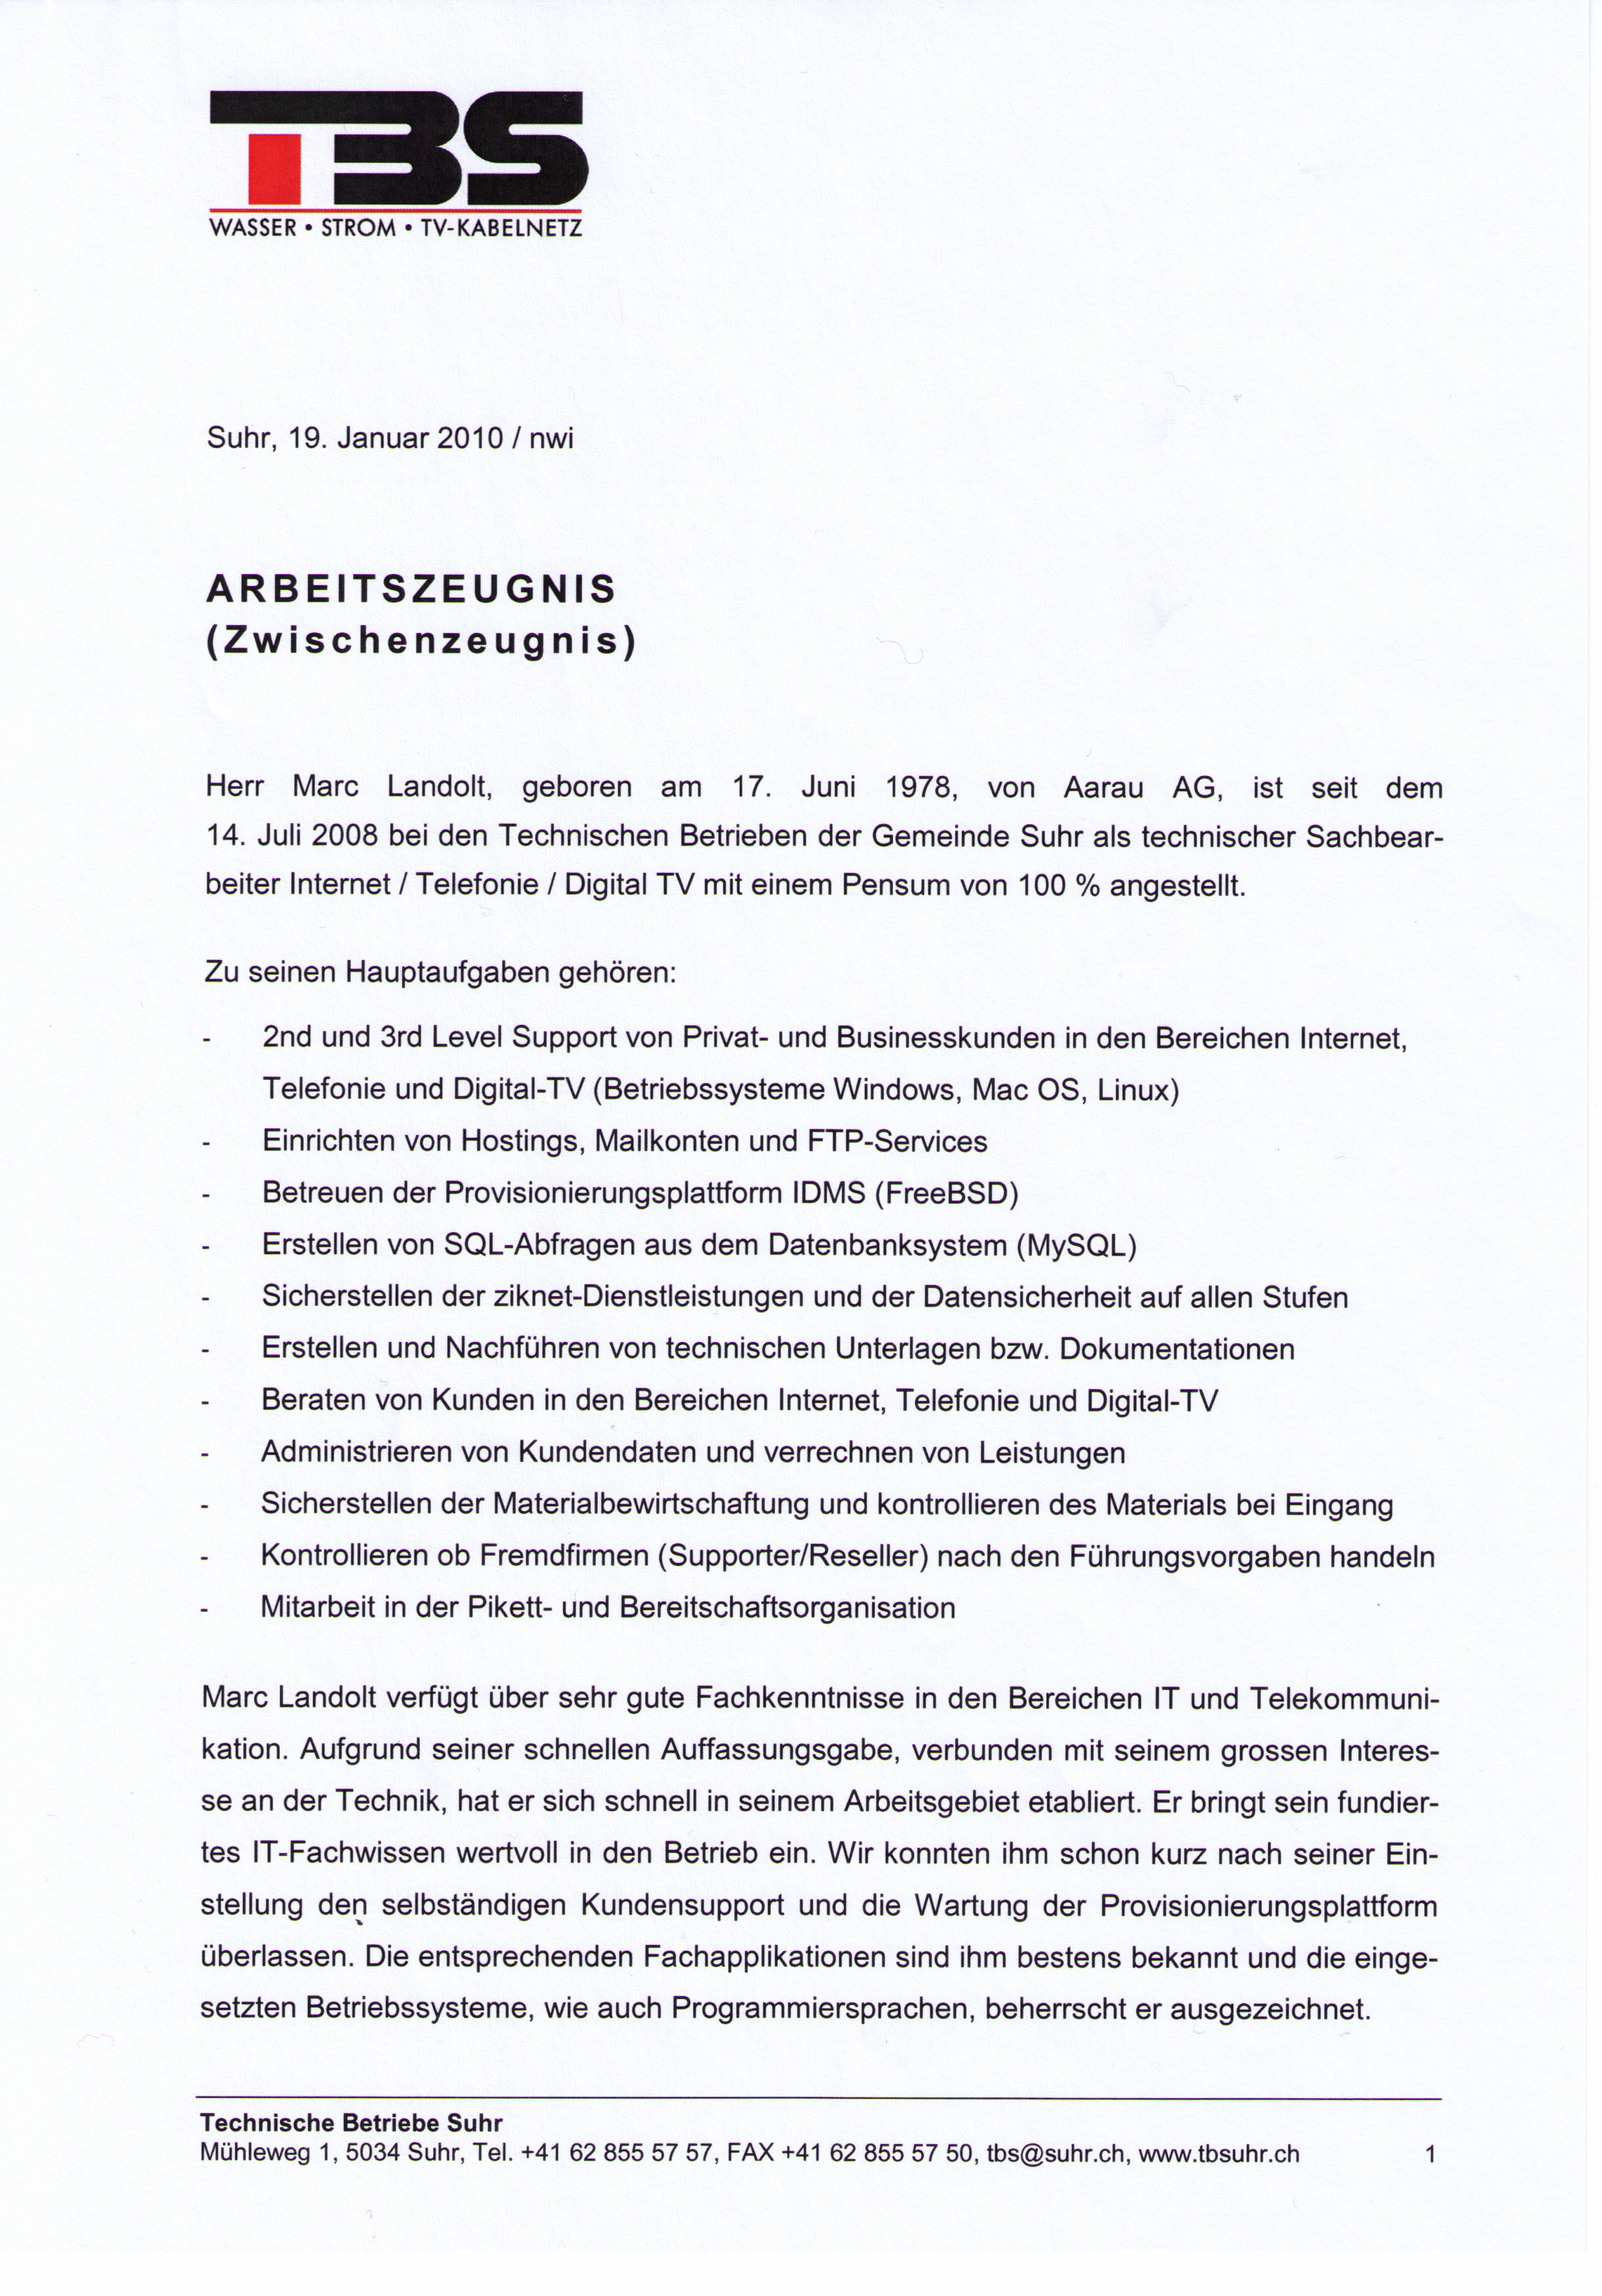 TBS
WASSER • STROM • TV-KABELNETZ
Suhr, 19. Januar 2010 / nwi
ARBEITSZEUGNIS
(Zwischenzeugnis)
Herr Marc Landolt, geboren am 17. Juni 1978, von Aarau AG, ist seit dem
14. Juli 2008 bei den Technischen Betrieben der Gemeinde Suhr als technischer Sachbear-
beiter Internet / Telefonie / Digital TV mit einem Pensum von 100 % angestellt.
Zu seinen Hauptaufgaben gehören:
- 2nd und 3rd Level Support von Privat- und Businesskunden in den Bereichen Internet,
Telefonie und Digital-TV (Betriebssysteme Windows, Mac OS, Linux)
- Einrichten von Hostings, Mailkonten und FTP-Services
- Betreuen der Provisionierungsplattform IDMS (FreeBSD)
- Erstellen von SQL-Abfragen aus dem Datenbanksystem (MySQL)
- Sicherstellen der ziknet-Dienstleistungen und der Datensicherheit auf allen Stufen
- Erstellen und Nachführen von technischen Unterlagen bzw. Dokumentationen
- Beraten von Kunden in den Bereichen Internet, Telefonie und Digital-TV
- Administrieren von Kundendaten und verrechnen von Leistungen
- Sicherstellen der Materialbewirtschaftung und kontrollieren des Materials bei Eingang
- Kontrollieren ob Fremdfirmen (Supporter/Reseller) nach den Führungsvorgaben handeln
- Mitarbeit in der Pikett- und Bereitschaftsorganisation
Marc Landolt verfügt über sehr gute Fachkenntnisse in den Bereichen IT und Telekommuni-
kation. Aufgrund seiner schnellen Auffassungsgabe, verbunden mit seinem grossen Interes-
se an der Technik, hat er sich schnell in seinem Arbeitsgebiet etabliert. Er bringt sein fundier-
tes IT-Fachwissen wertvoll in den Betrieb ein. Wir konnten ihm schon kurz nach seiner Ein-
stellung den selbständigen Kundensupport und die Wartung der Provisionierungsplattform
überlassen. Die entsprechenden Fachapplikationen sind ihm bestens bekannt und die einge-
setzten Betriebssysteme, wie auch Programmiersprachen, beherrscht er ausgezeichnet.
Technische Betriebe Suhr
Mühleweg 1, 5034 Suhr, Tel. +41 62 855 57 57, FAX +41 62 855 57 50, tbs@suhr.ch, www.tbsuhr.ch 1